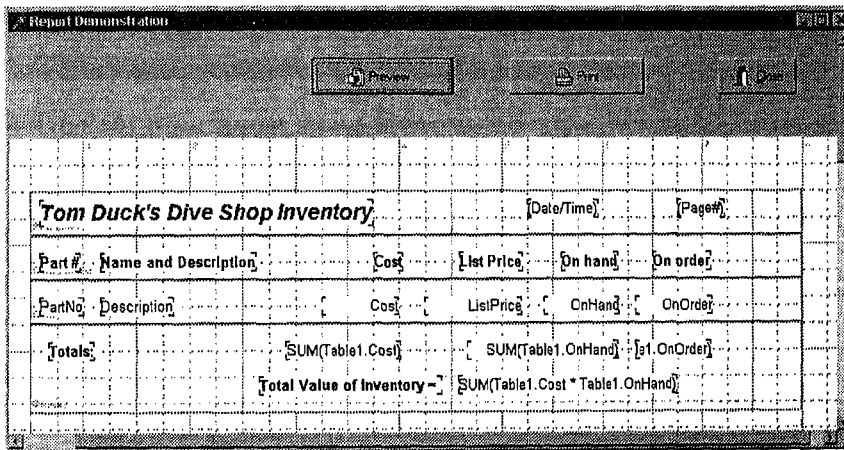 Report Demonstration
Preview Print Close
Tom Duck's Dive Shop Inventory [Date/Time] [Page#]
Part # Name and Description Cost List Price On hand On order
PartNo Description Cost ListPrice OnHand OnOrder
Totals SUM(Table1.Cost) SUM(Table1.OnHand) e1.OnOrder)
Total Value of Inventory = SUM(Table1.Cost * Table1.OnHand)